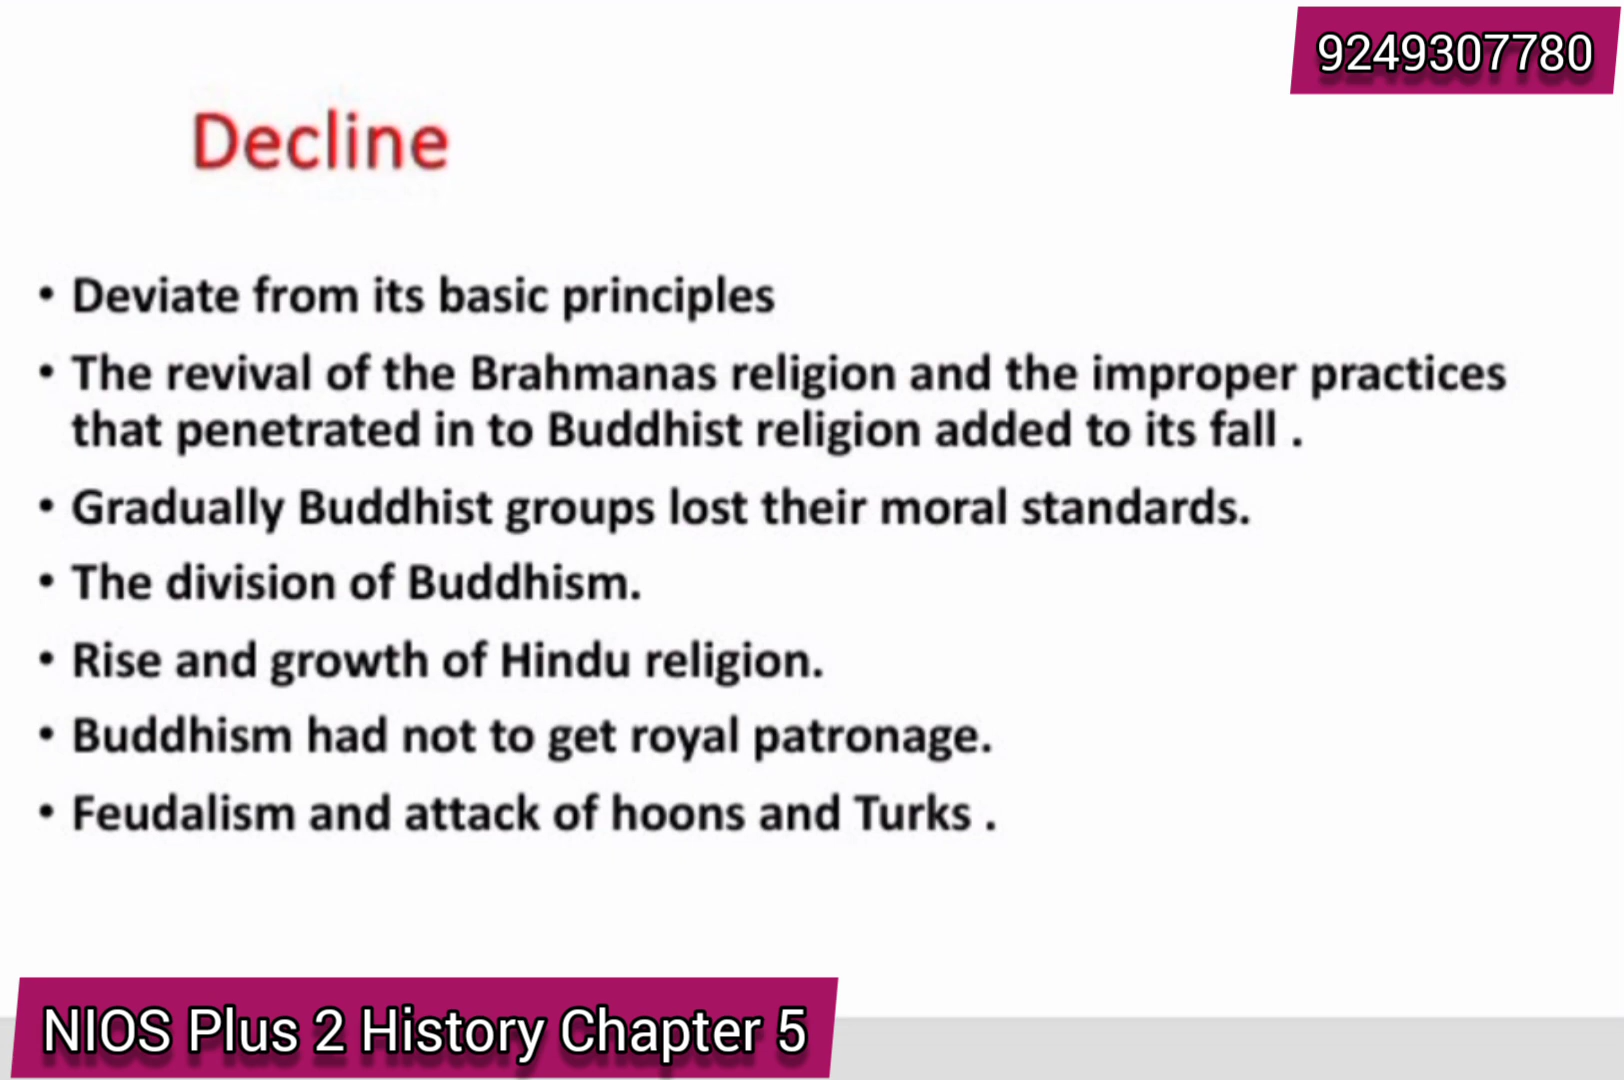 9249307780
Decline
• Deviate from its basic principles
• The revival of the Brahmanas religion and the improper practices
that penetrated in to Buddhist religion added to its fall .
• Gradually Buddhist groups lost their moral standards.
• The division of Buddhism.
• Rise and growth of Hindu religion.
• Buddhism had not to get royal patronage.
• Feudalism and attack of hoons and Turks .
NIOS Plus 2 History Chapter 5